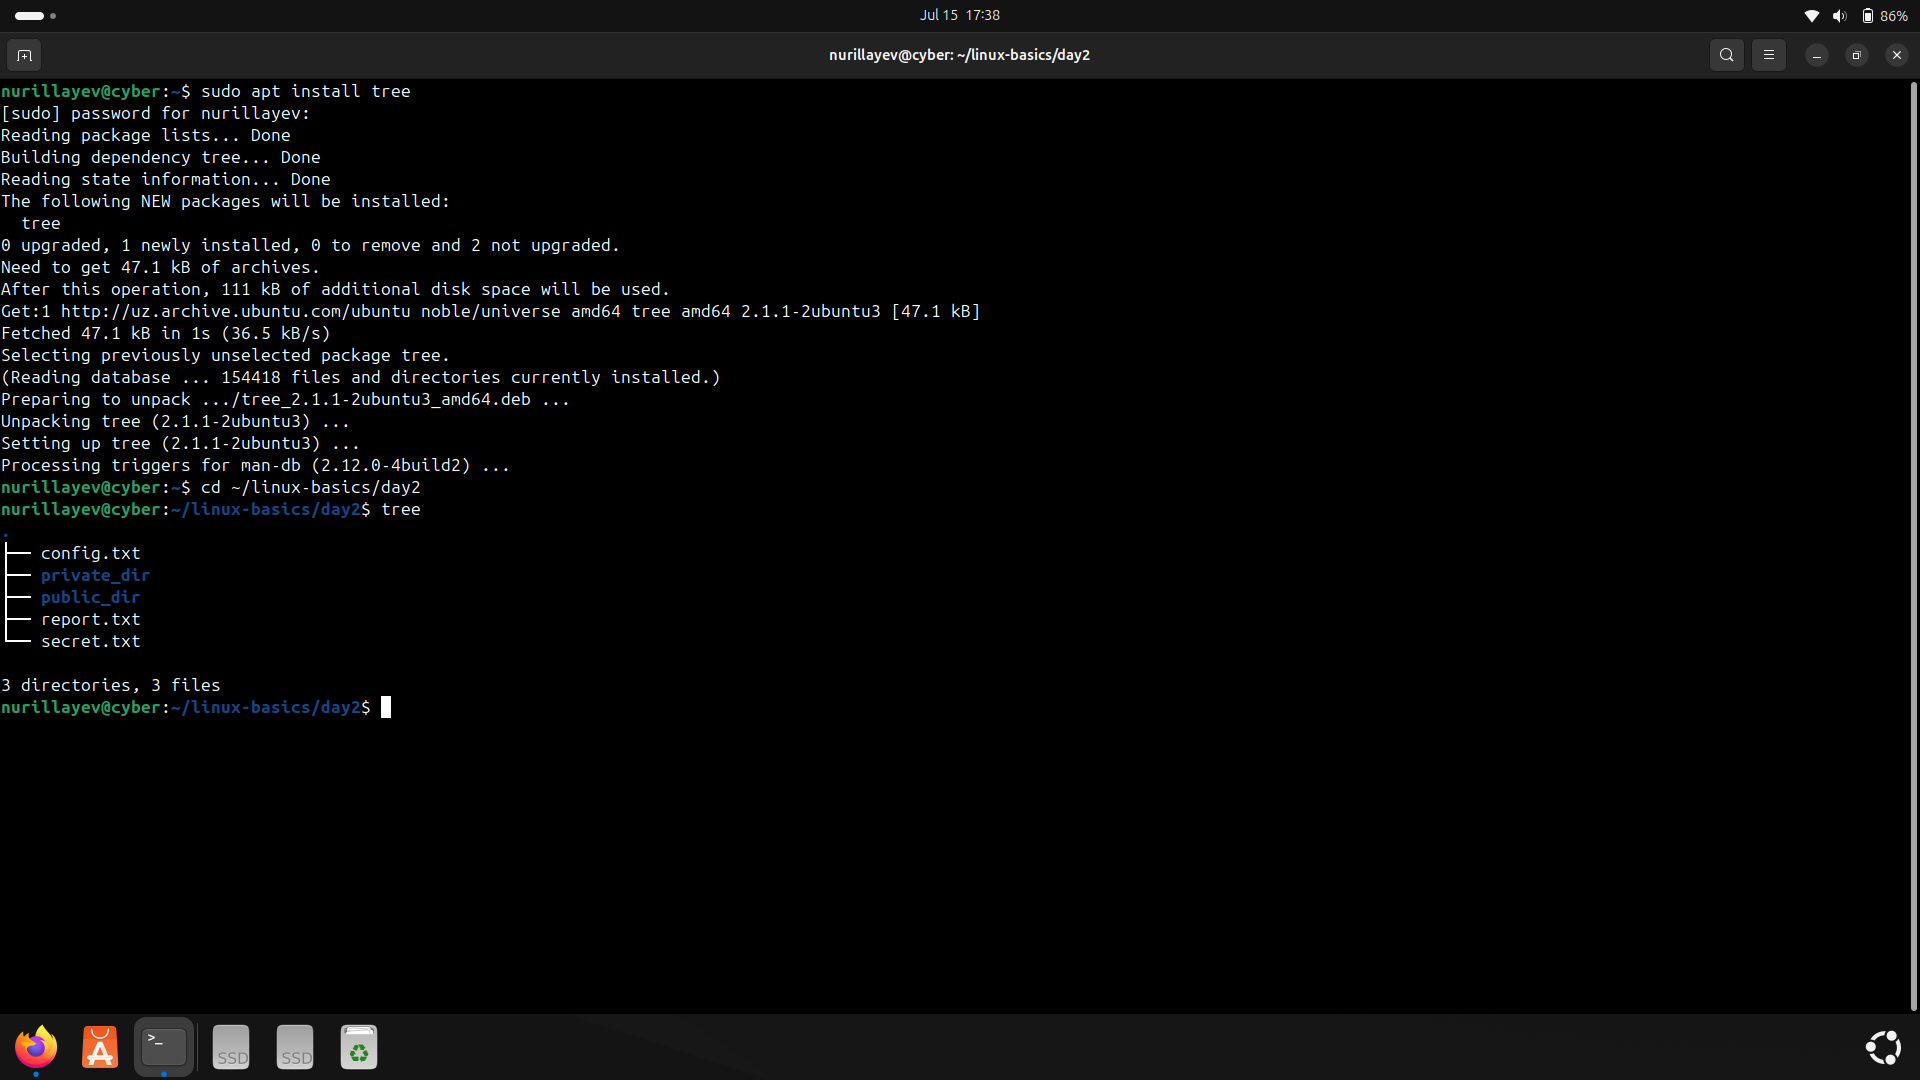 Jul 15 17:38
86%
nurillayev@cyber: ~/linux-basics/day2
nurillayev@cyber:~$ sudo apt install tree
[sudo] password for nurillayev:
Reading package lists... Done
Building dependency tree... Done
Reading state information... Done
The following NEW packages will be installed:
  tree
0 upgraded, 1 newly installed, 0 to remove and 2 not upgraded.
Need to get 47.1 kB of archives.
After this operation, 111 kB of additional disk space will be used.
Get:1 http://uz.archive.ubuntu.com/ubuntu noble/universe amd64 tree amd64 2.1.1-2ubuntu3 [47.1 kB]
Fetched 47.1 kB in 1s (36.5 kB/s)
Selecting previously unselected package tree.
(Reading database ... 154418 files and directories currently installed.)
Preparing to unpack .../tree_2.1.1-2ubuntu3_amd64.deb ...
Unpacking tree (2.1.1-2ubuntu3) ...
Setting up tree (2.1.1-2ubuntu3) ...
Processing triggers for man-db (2.12.0-4build2) ...
nurillayev@cyber:~$ cd ~/linux-basics/day2
nurillayev@cyber:~/linux-basics/day2$ tree
.
├── config.txt
├── private_dir
├── public_dir
├── report.txt
└── secret.txt
3 directories, 3 files
nurillayev@cyber:~/linux-basics/day2$
>_
SSD
SSD